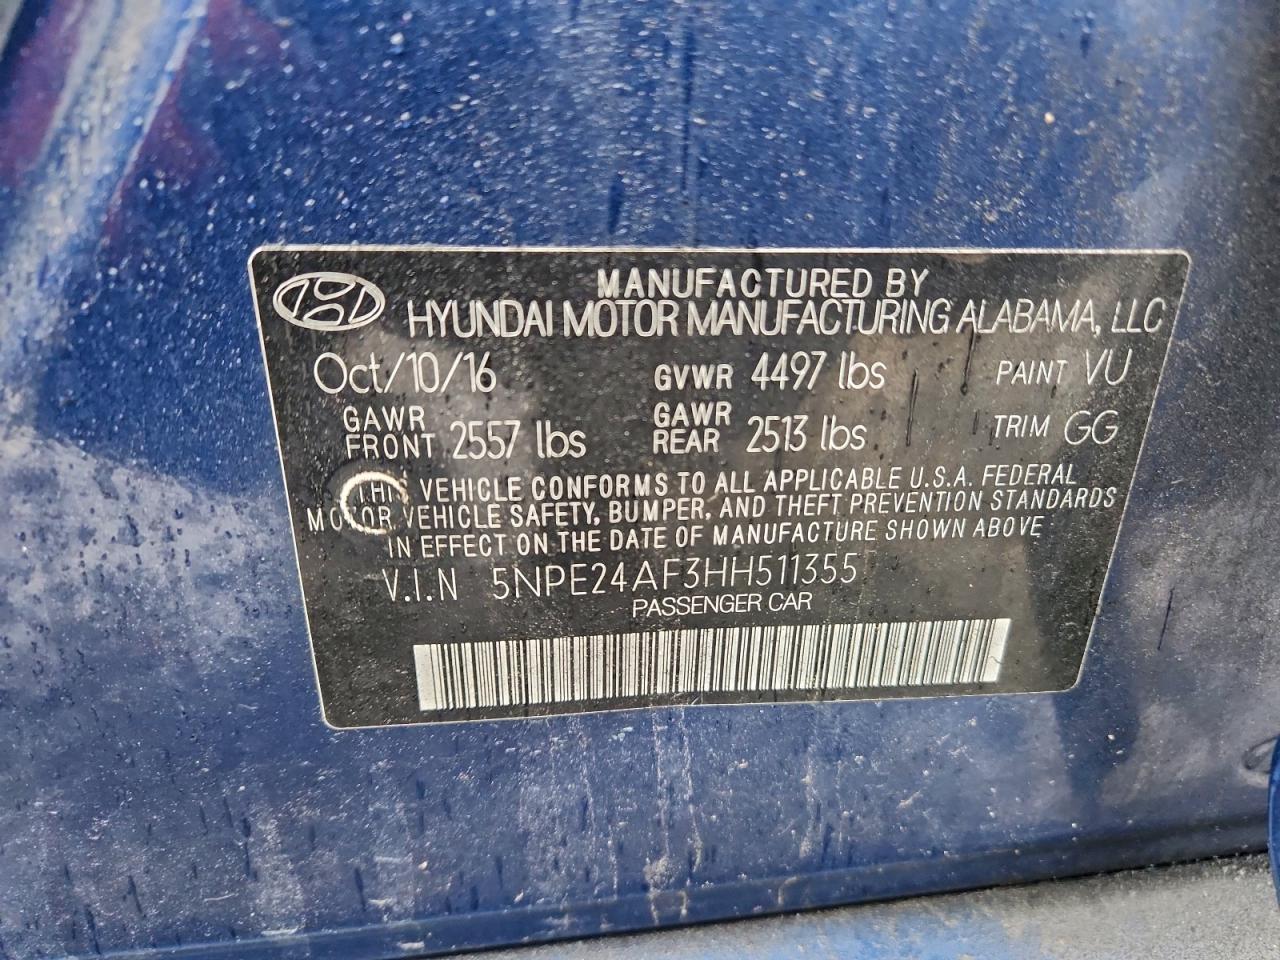 MANUFACTURED BY
HYUNDAI MOTOR MANUFACTURING ALABAMA, LLC
Oct/10/16 GVWR 4497 lbs PAINT VU
GAWR FRONT 2557 lbs GAWR REAR 2513 lbs TRIM GG
THIS VEHICLE CONFORMS TO ALL APPLICABLE U.S.A. FEDERAL
MOTOR VEHICLE SAFETY, BUMPER, AND THEFT PREVENTION STANDARDS
IN EFFECT ON THE DATE OF MANUFACTURE SHOWN ABOVE
V.I.N 5NPE24AF3HH511355
PASSENGER CAR